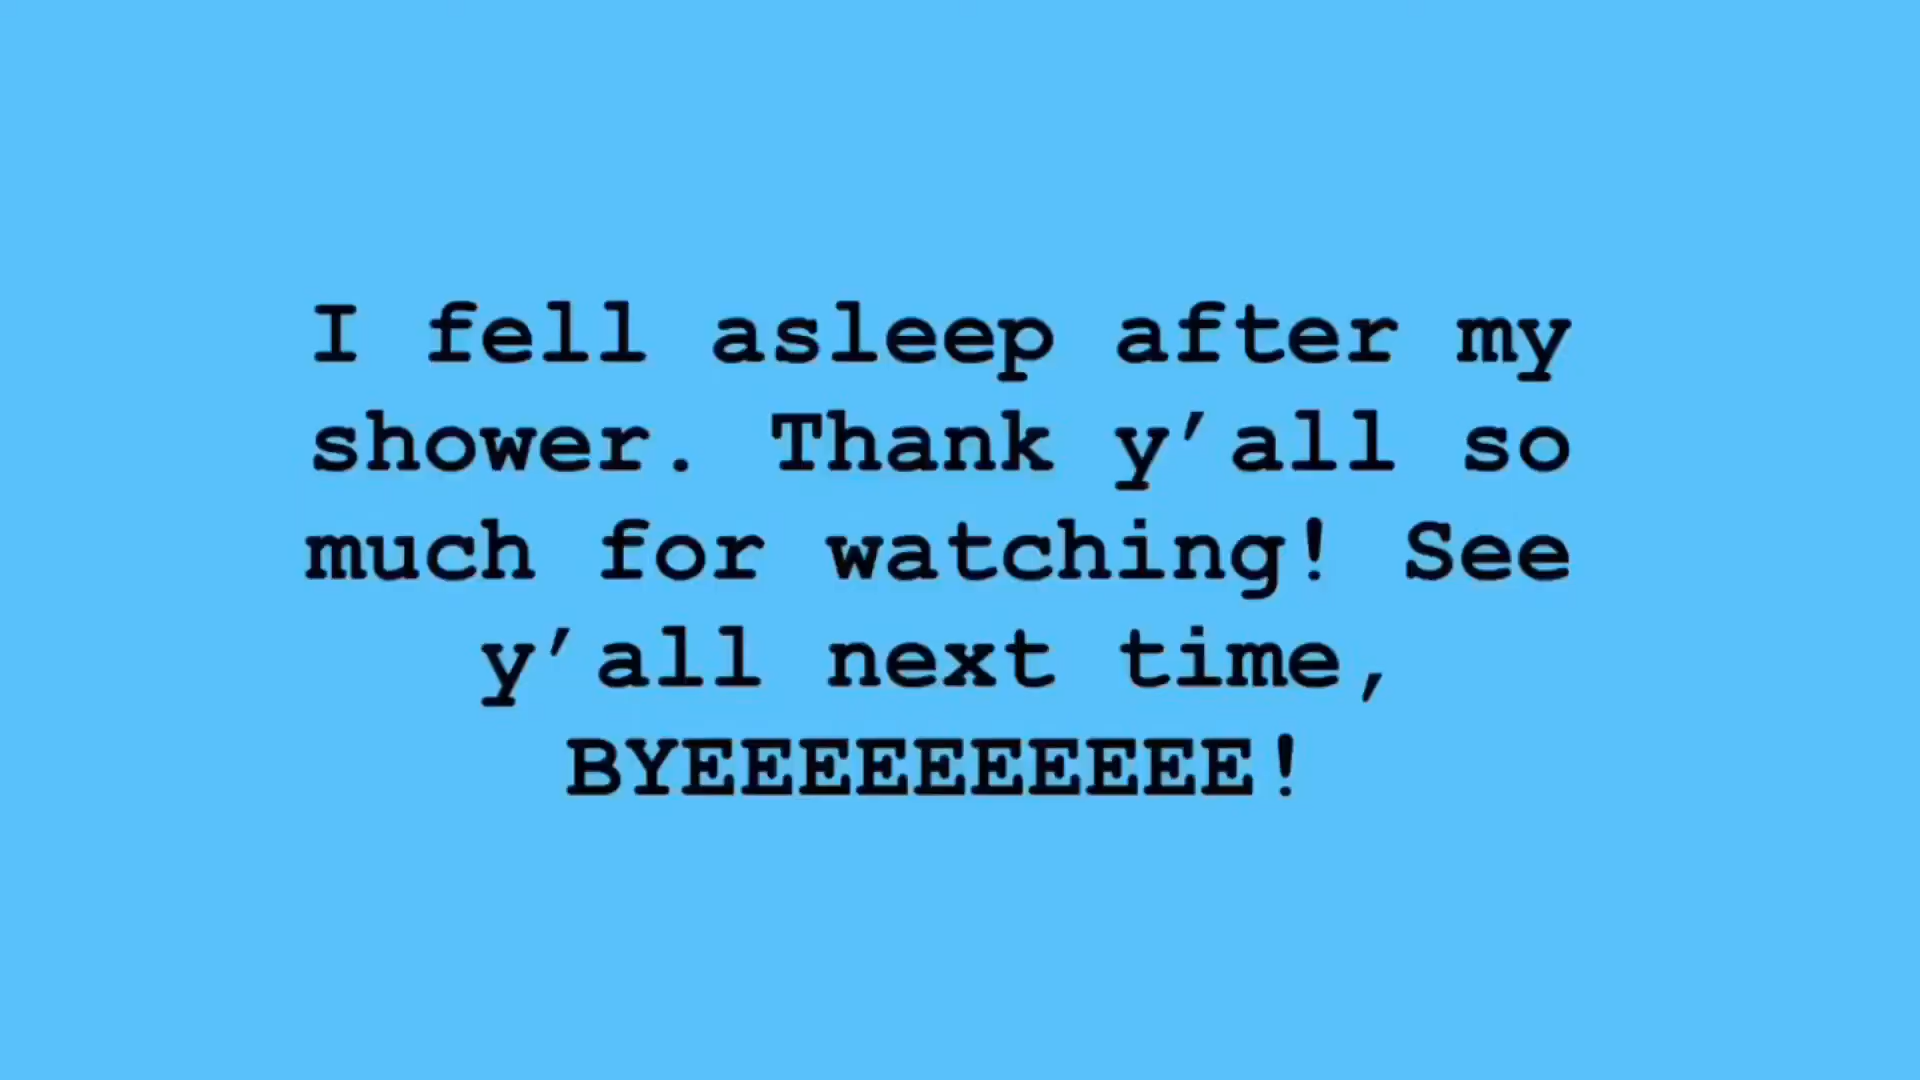 I fell asleep after my
shower. Thank y’all so
much for watching! See
y’all next time,
BYEEEEEEEEEE!